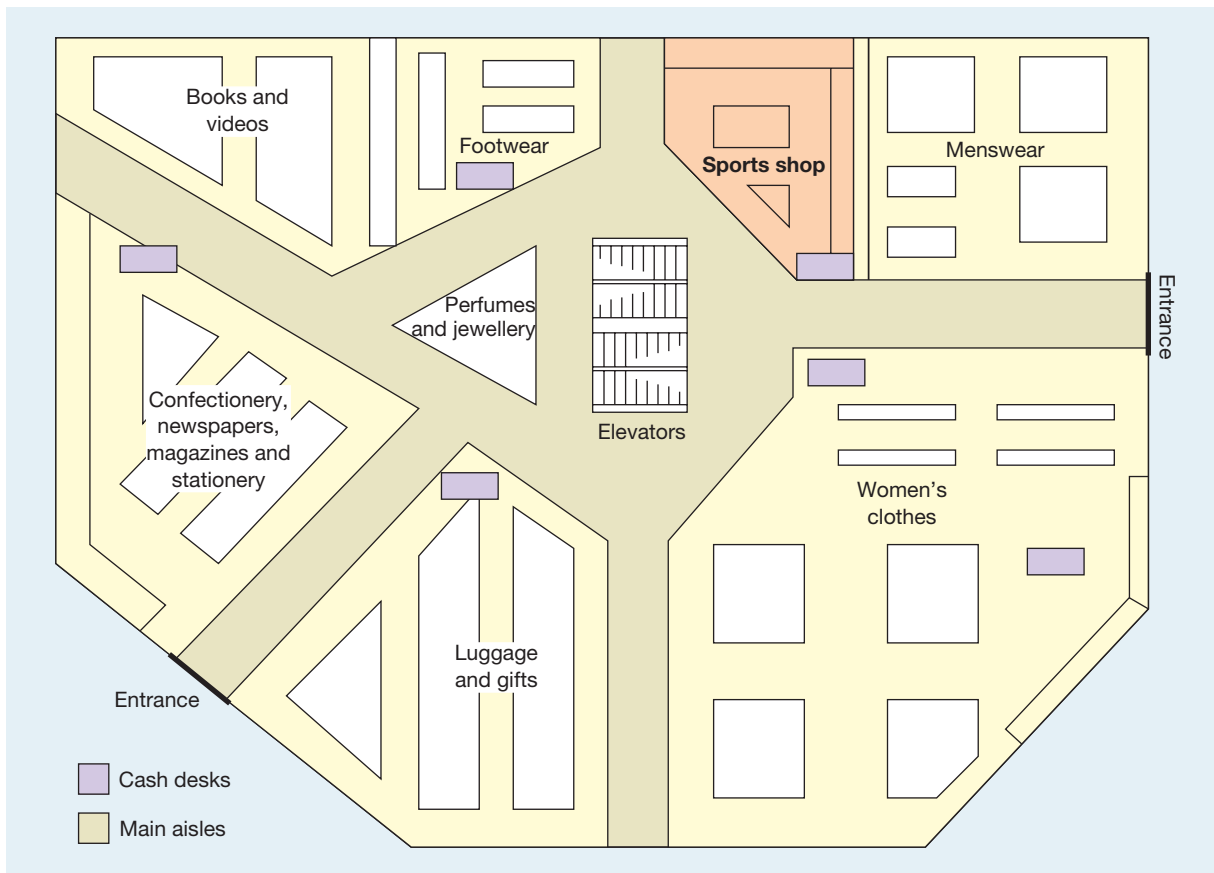 Books and
videos
Footwear
Sports shop
Menswear
Entrance
Perfumes
and jewellery
Elevators
Confectionery,
newspapers,
magazines and
stationery
Women's
clothes
Luggage
and gifts
Entrance
Cash desks
Main aisles